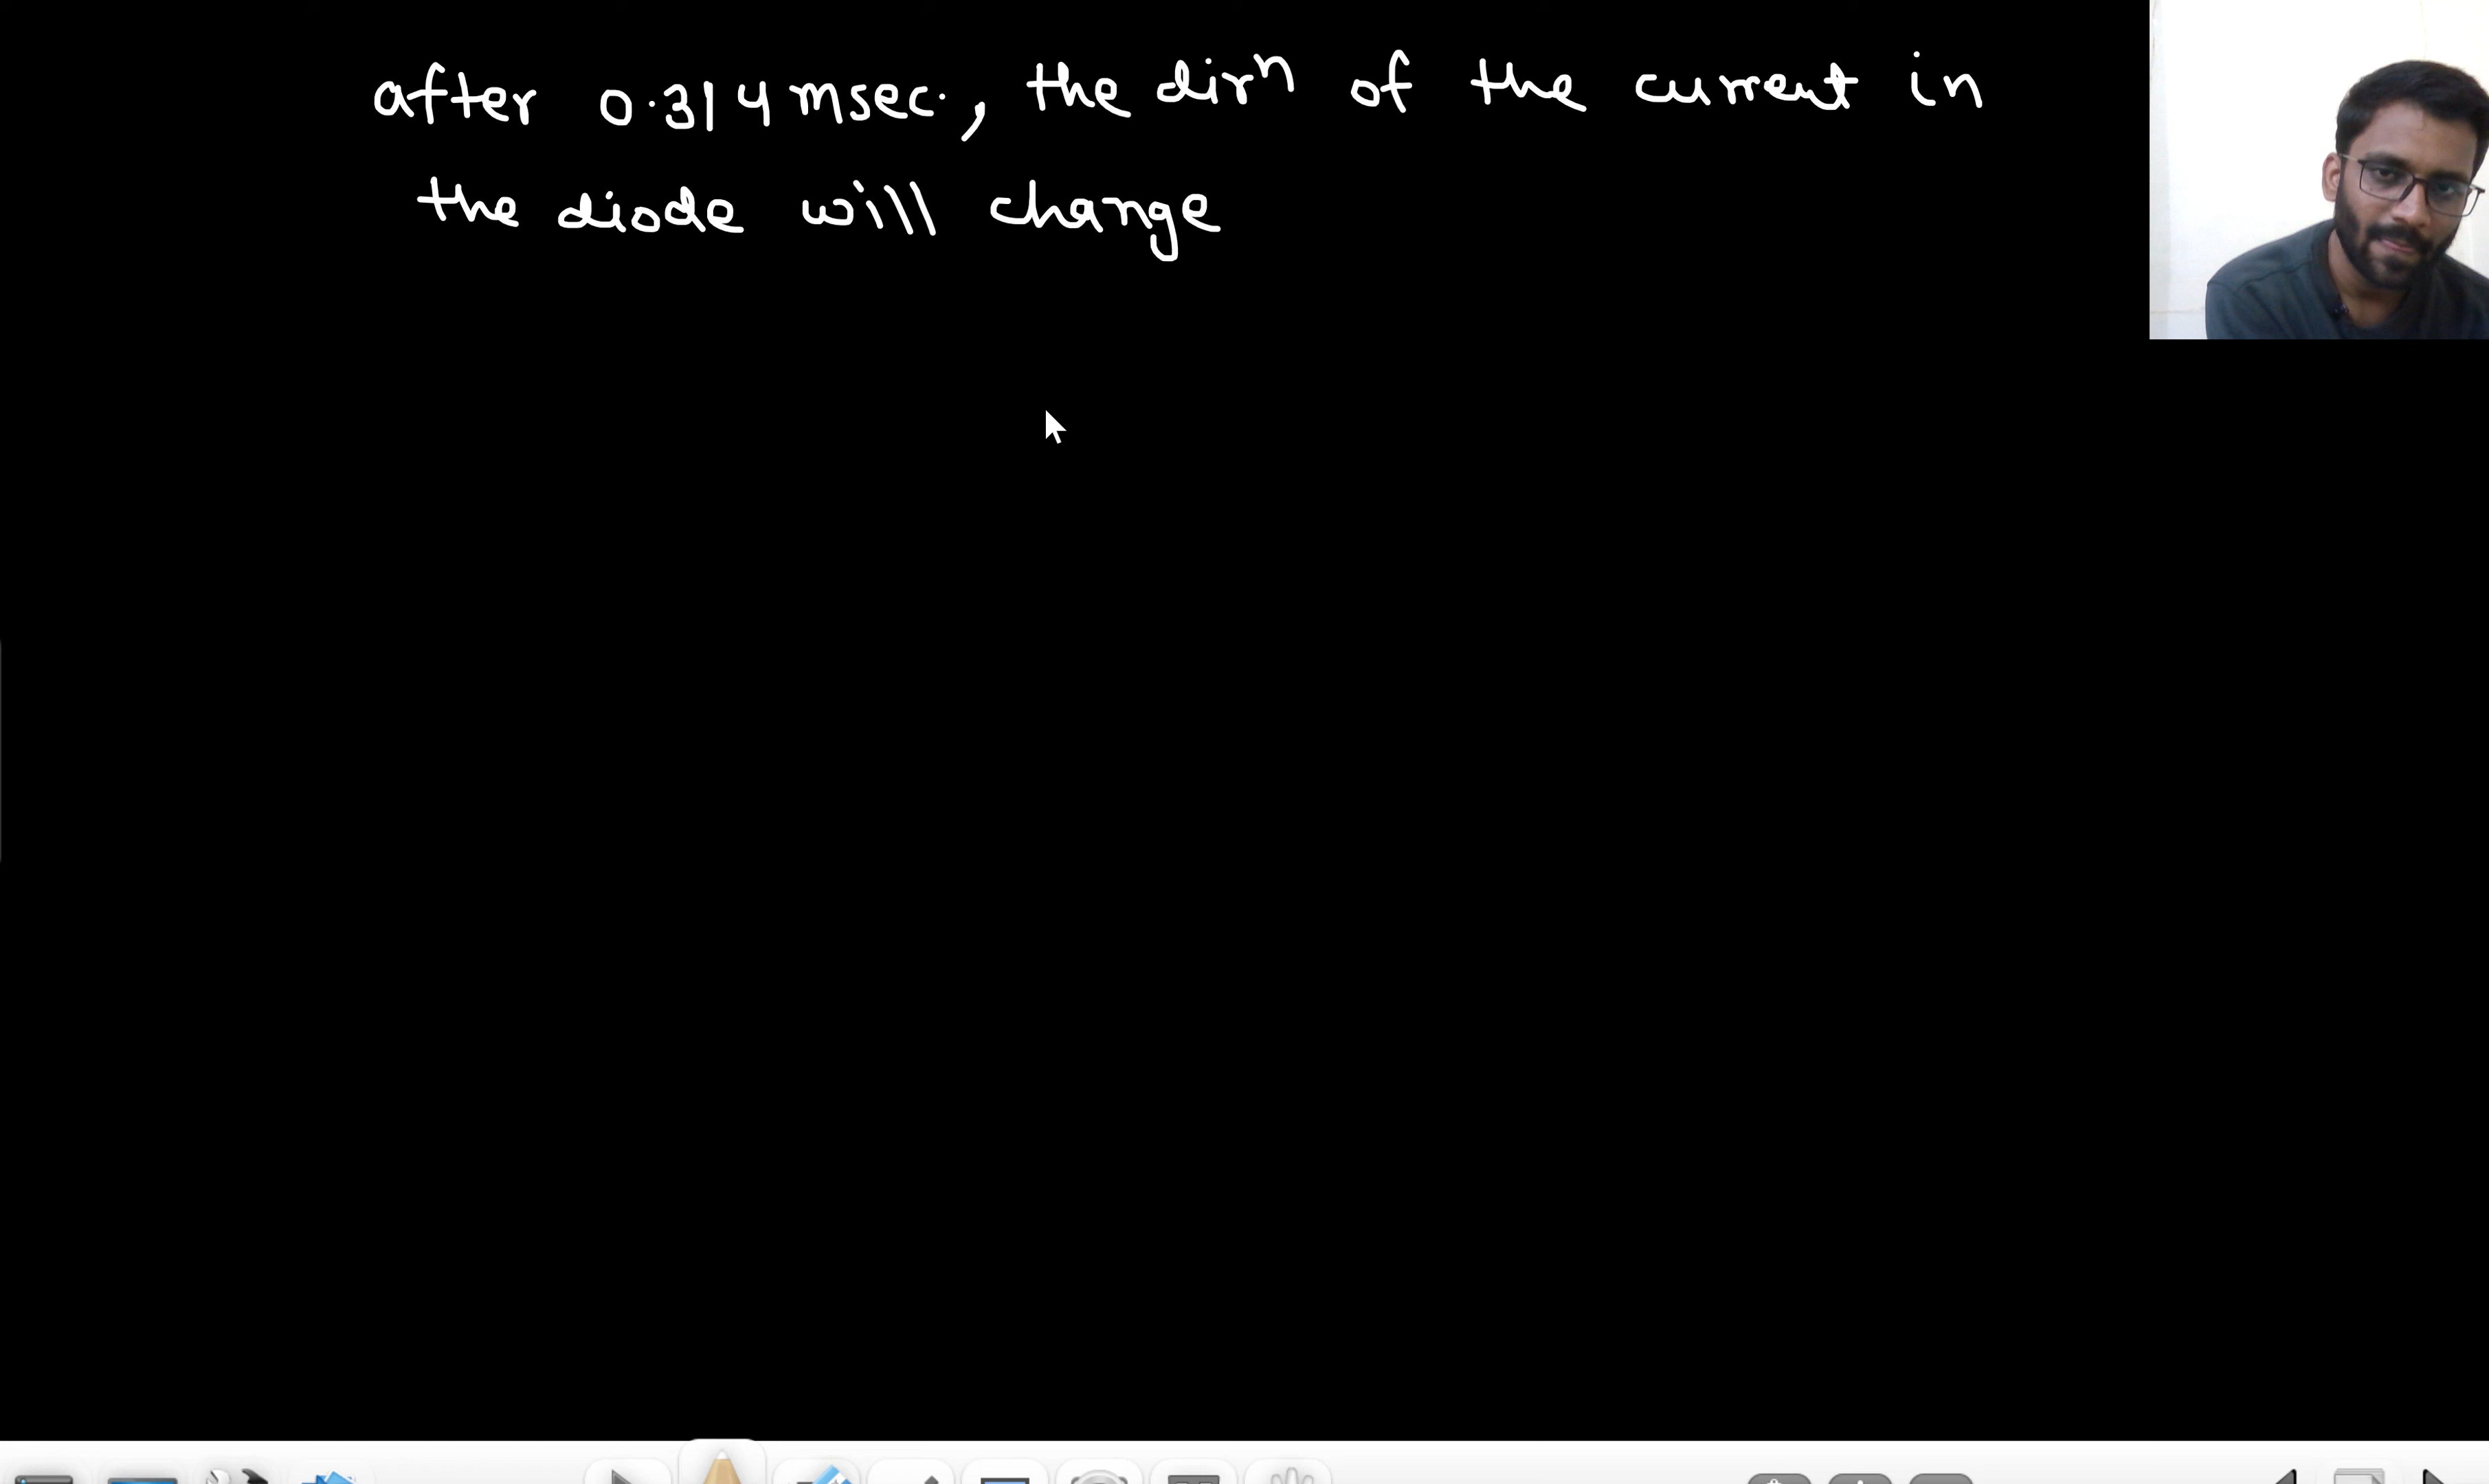 after 0.314 msec., the dirⁿ of the current in
the diode will change